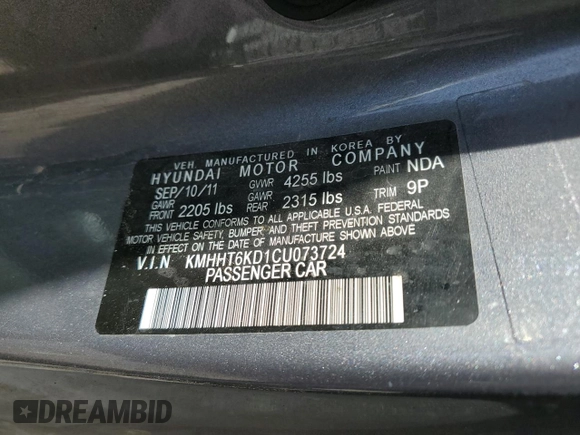 VEH. MANUFACTURED IN KOREA BY
HYUNDAI MOTOR COMPANY
SEP/10/11 GVWR 4255 lbs PAINT NDA
GAWR FRONT 2205 lbs GAWR REAR 2315 lbs TRIM 9P
THIS VEHICLE CONFORMS TO ALL APPLICABLE U.S.A. FEDERAL
MOTOR VEHICLE SAFETY, BUMPER, AND THEFT PREVENTION STANDARDS
IN EFFECT ON THE DATE OF MANUFACTURE SHOWN ABOVE.
V.I.N KMHHT6KD1CU073724
PASSENGER CAR
DREAMBID